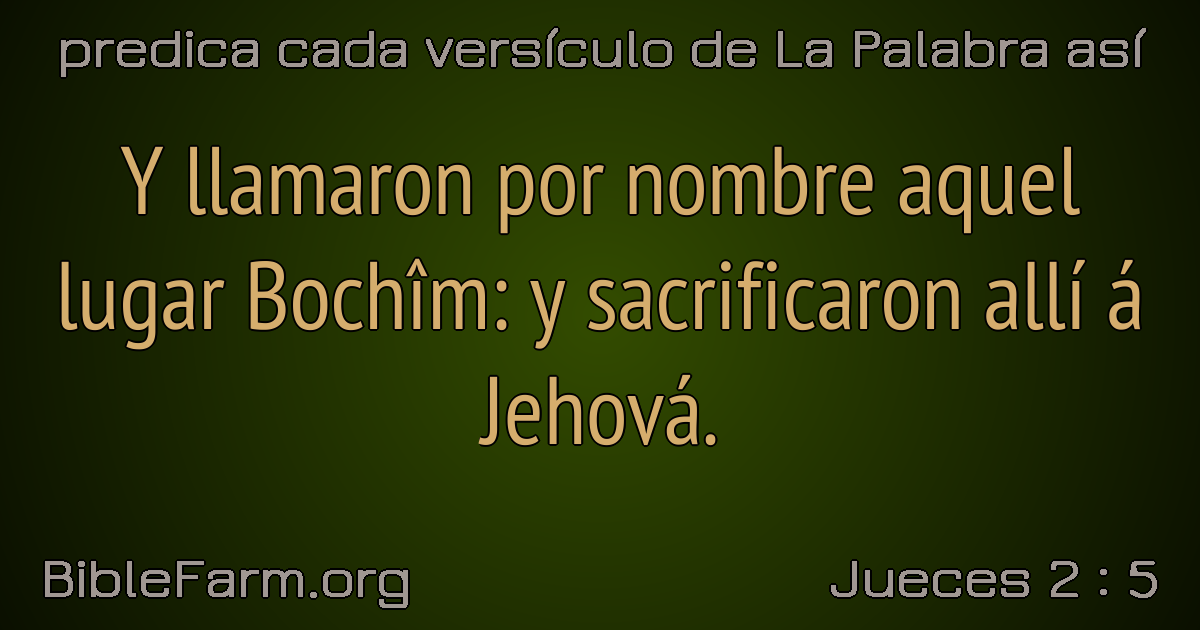 predica cada versículo de La Palabra así
Y llamaron por nombre aquel
lugar Bochîm: y sacrificaron allí á
Jehová.
BibleFarm.org
Jueces 2 : 5